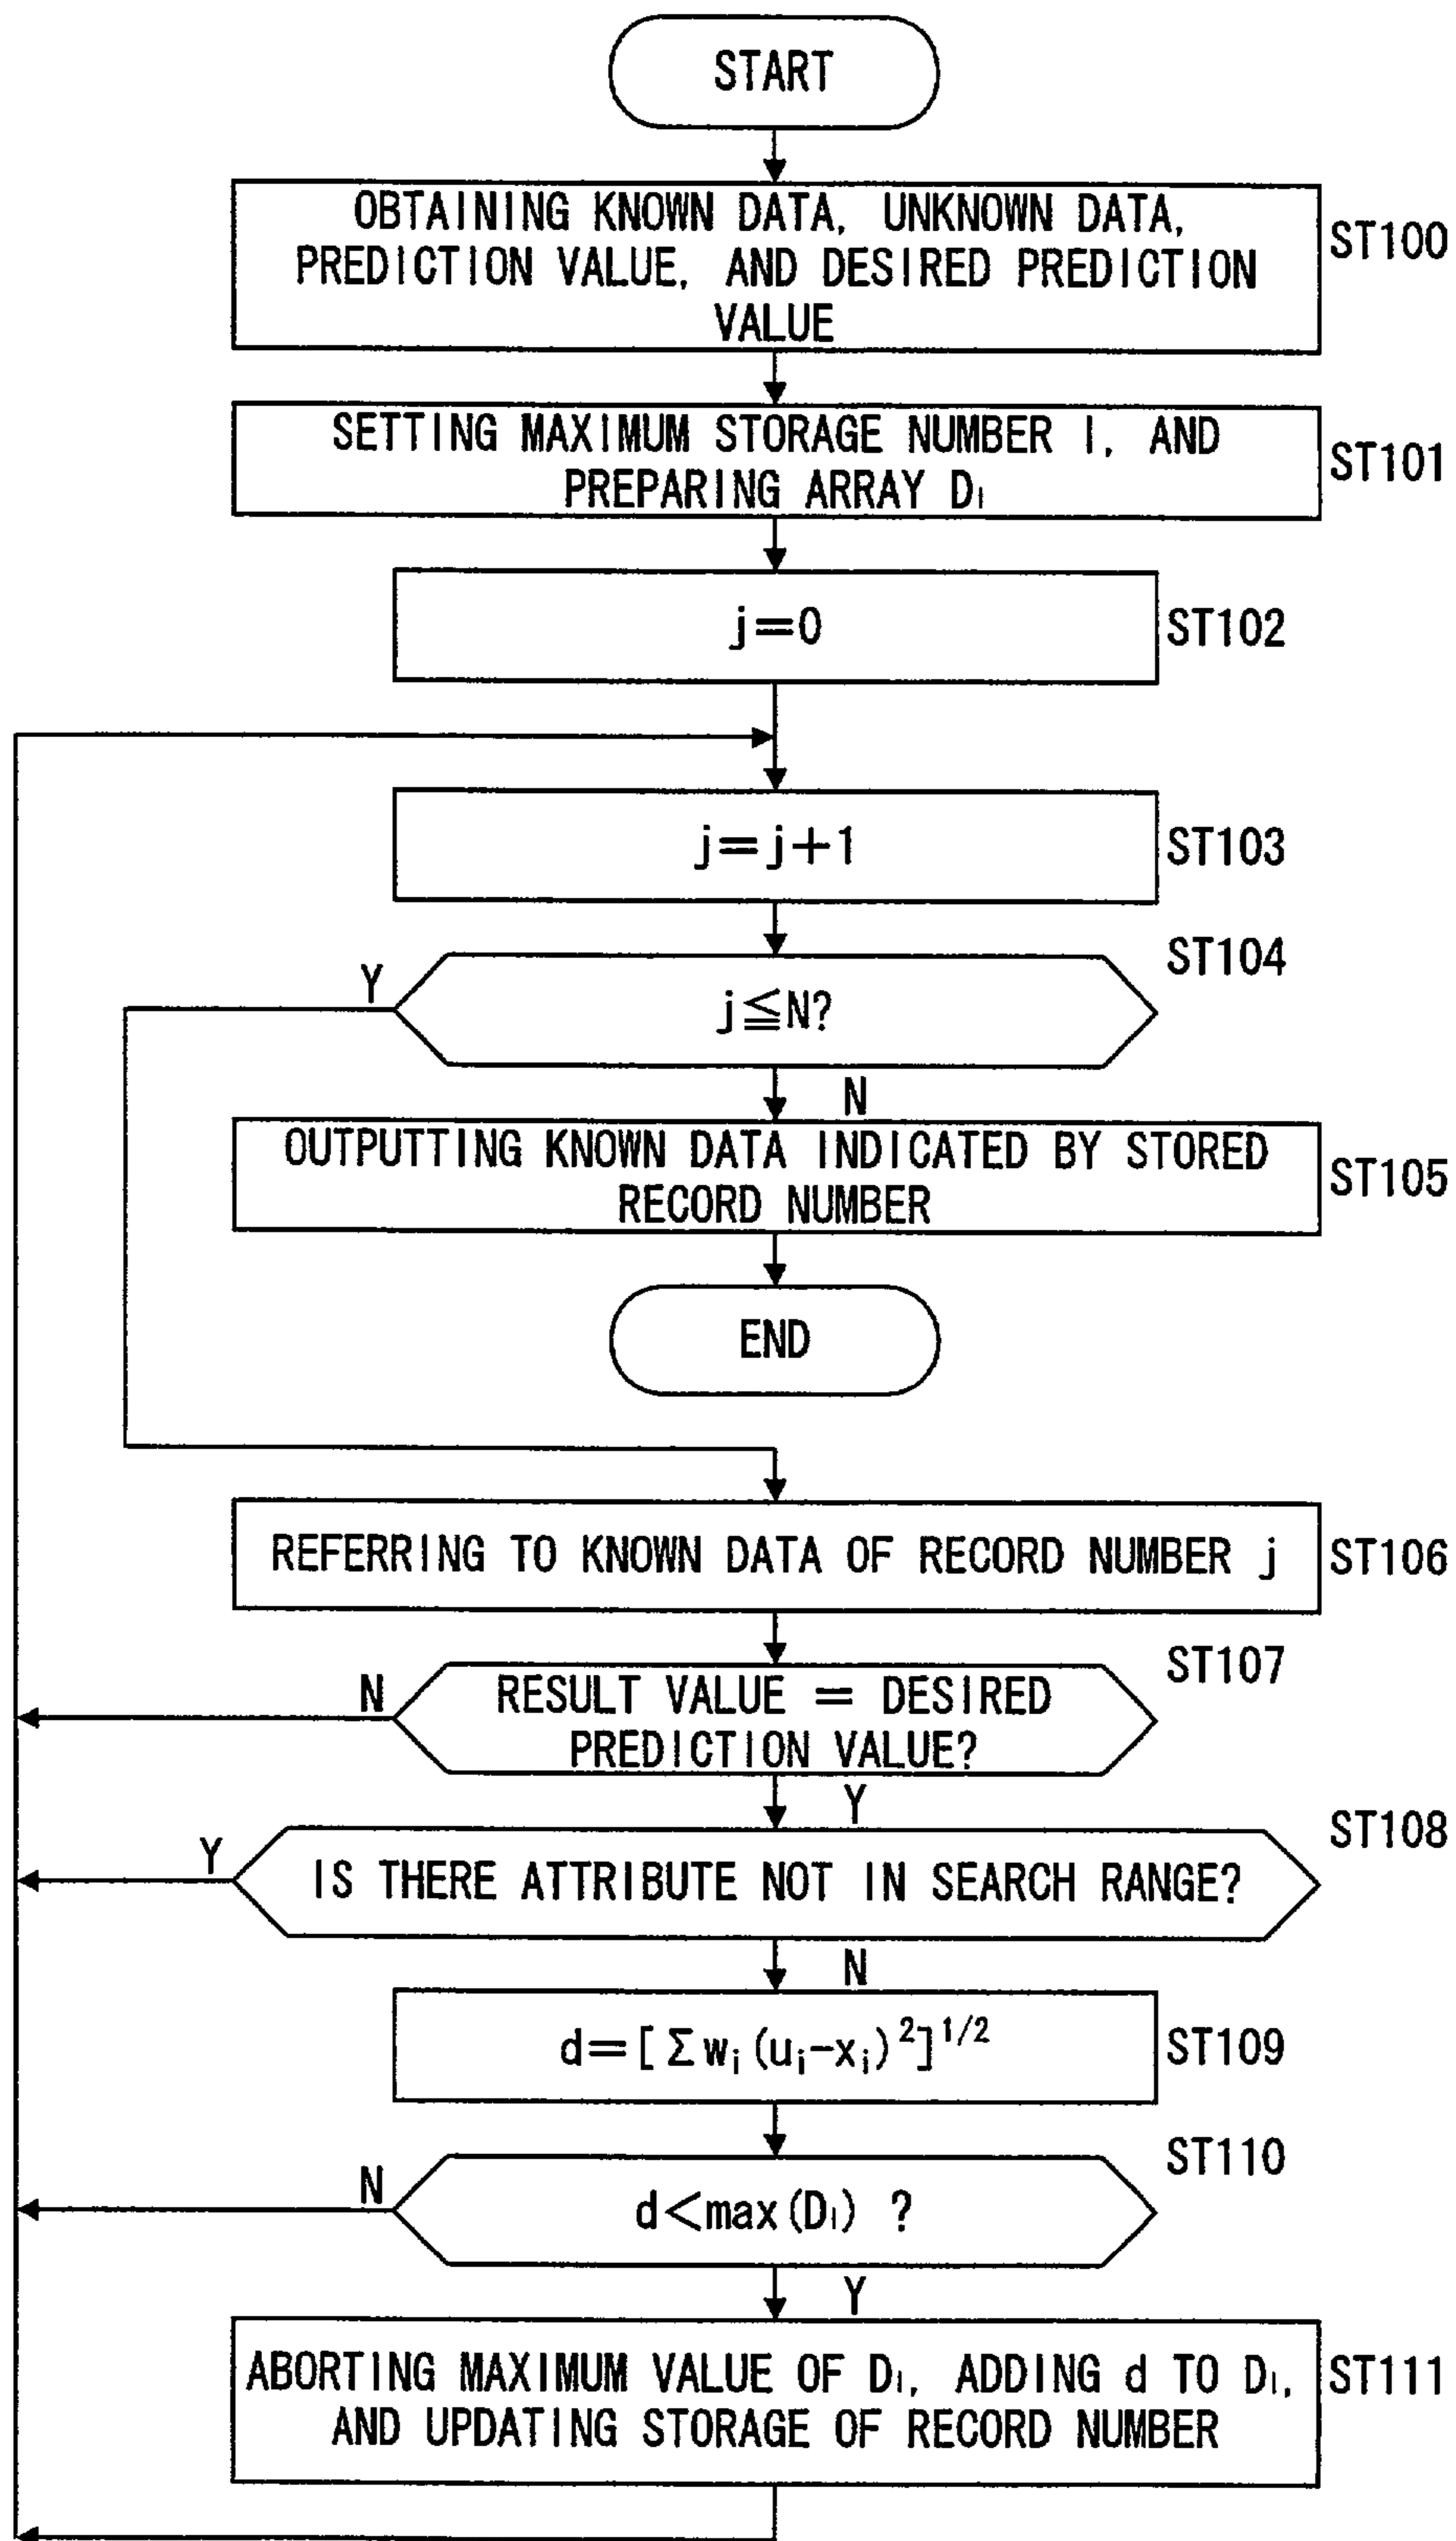 START
OBTAINING KNOWN DATA, UNKNOWN DATA,
PREDICTION VALUE, AND DESIRED PREDICTION
VALUE
ST100
SETTING MAXIMUM STORAGE NUMBER l, AND
PREPARING ARRAY Dₗ
ST101
j=0
ST102
j=j+1
ST103
ST104
Y
j≦N?
N
OUTPUTTING KNOWN DATA INDICATED BY STORED
RECORD NUMBER
ST105
END
REFERRING TO KNOWN DATA OF RECORD NUMBER j
ST106
ST107
N
RESULT VALUE = DESIRED
PREDICTION VALUE?
Y
ST108
Y
IS THERE ATTRIBUTE NOT IN SEARCH RANGE?
N
d=[Σwᵢ(uᵢ-xᵢ)²]^1/2
ST109
ST110
N
d<max(Dₗ) ?
Y
ABORTING MAXIMUM VALUE OF Dₗ, ADDING d TO Dₗ,
AND UPDATING STORAGE OF RECORD NUMBER
ST111